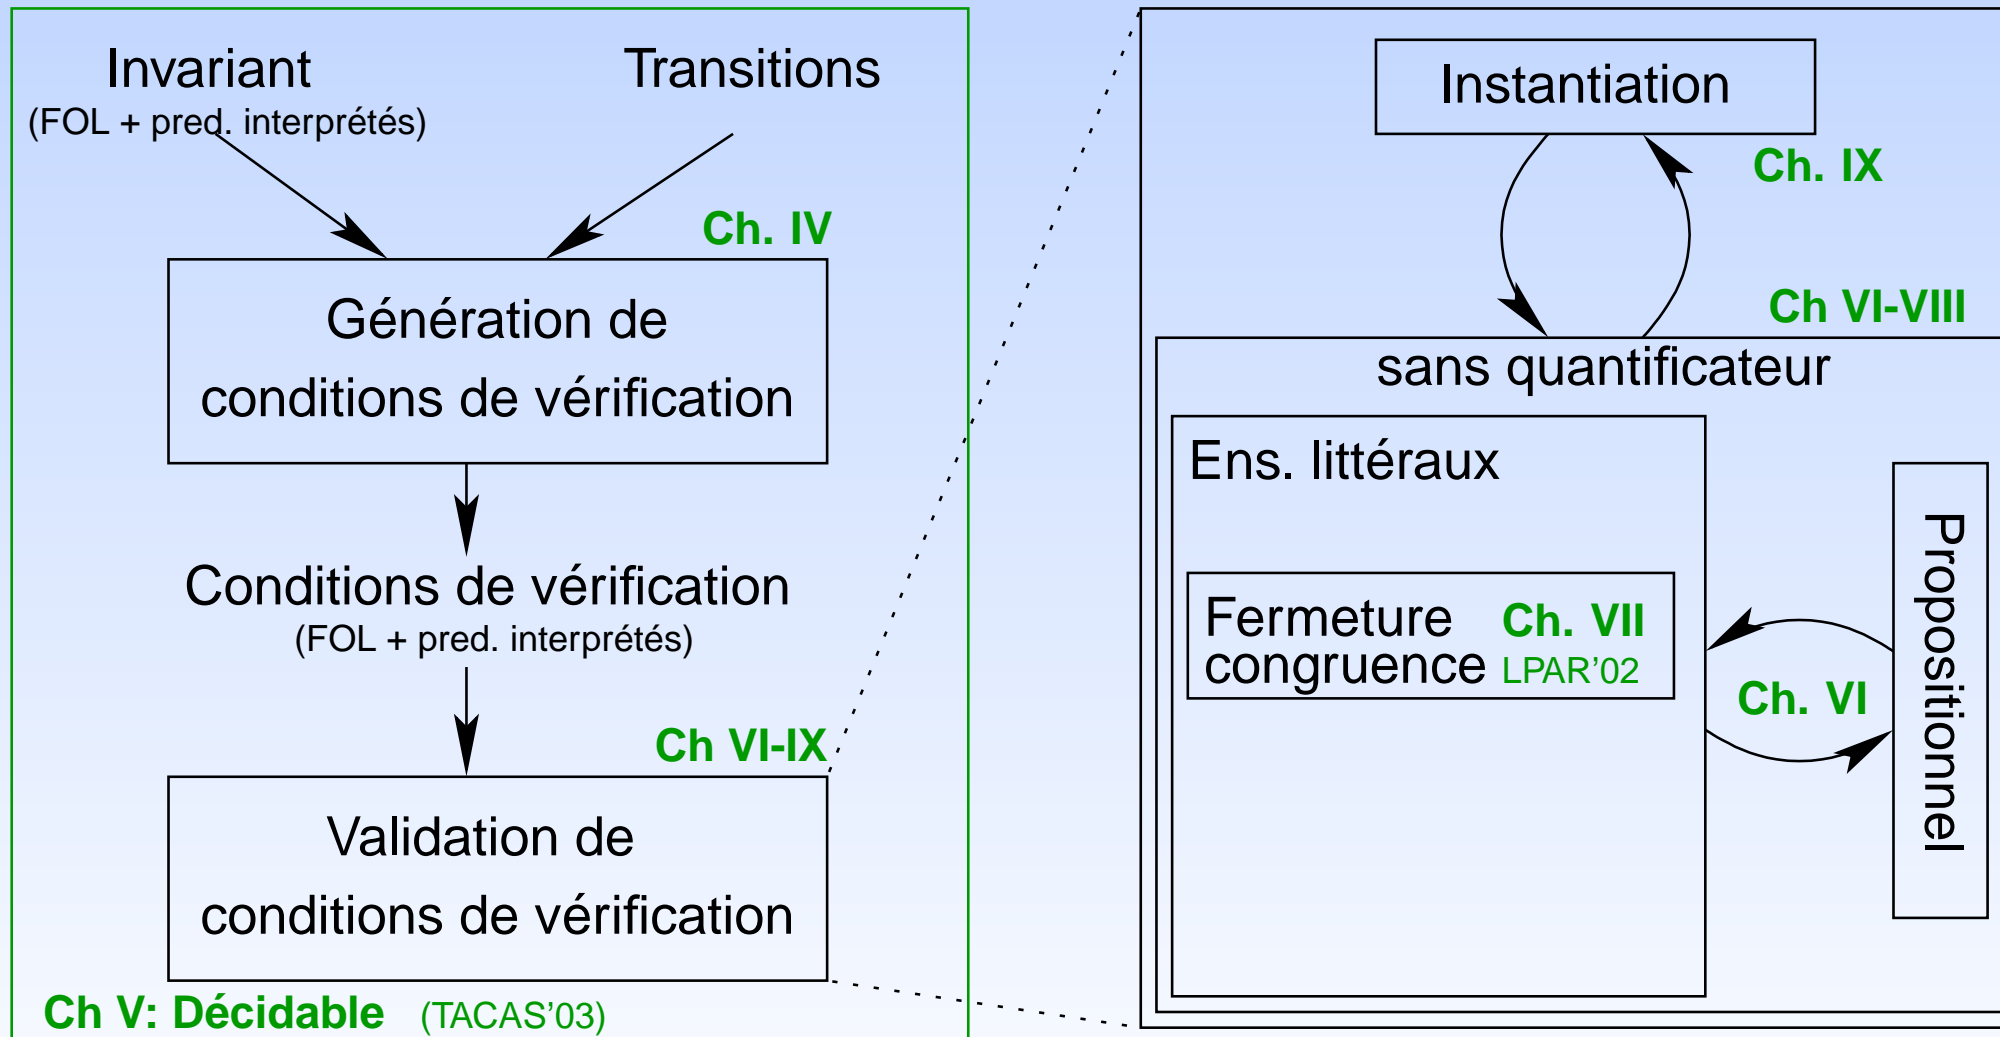 Invariant
(FOL + pred. interprétés)
Transitions
Ch. IV
Génération de
conditions de vérification
Conditions de vérification
(FOL + pred. interprétés)
Ch VI-IX
Validation de
conditions de vérification
Ch V: Décidable (TACAS'03)
Instantiation
Ch. IX
Ch VI-VIII
sans quantificateur
Ens. littéraux
Fermeture Ch. VII
congruence LPAR'02
Ch. VI
Propositionnel